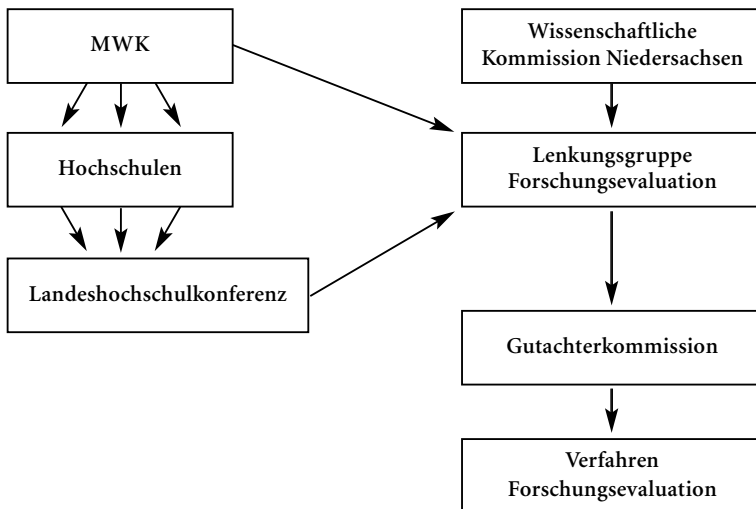 MWK
Wissenschaftliche
Kommission Niedersachsen
Hochschulen
Lenkungsgruppe
Forschungsevaluation
Landeshochschulkonferenz
Gutachterkommission
Verfahren
Forschungsevaluation